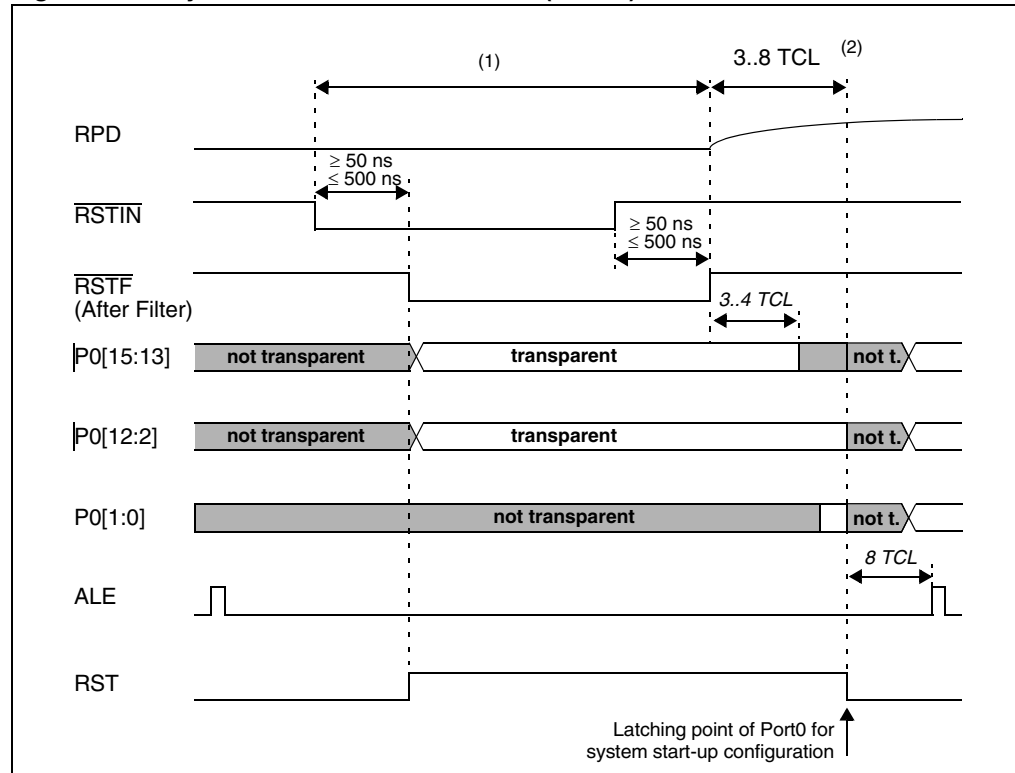 (1)
3..8 TCL (2)
RPD
≥ 50 ns
≤ 500 ns
RSTIN
≥ 50 ns
≤ 500 ns
RSTF
(After Filter)
3..4 TCL
P0[15:13] not transparent transparent not t.
P0[12:2] not transparent transparent not t.
P0[1:0] not transparent not t.
8 TCL
ALE
RST
Latching point of Port0 for
system start-up configuration